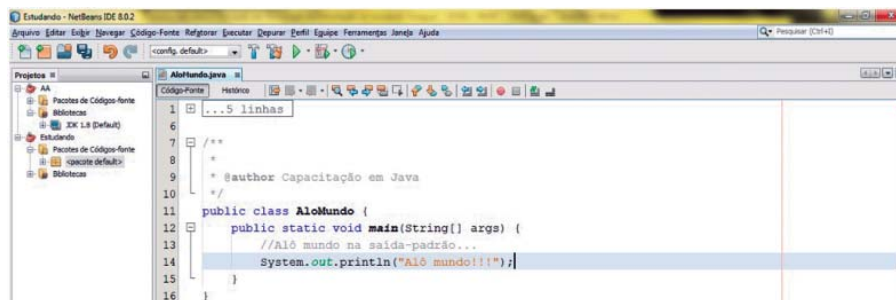 Estudando - NetBeans IDE 8.0.2
Arquivo Editar Exibir Navegar Código-Fonte Refatorar Executar Depurar Perfil Equipe Ferramentas Janela Ajuda
Pesquisar (Ctrl+I)
<config. default>
Projetos
AloMundo.java
AA
Pacotes de Códigos-fonte
Bibliotecas
JDK 1.8 (Default)
Estudando
Pacotes de Códigos-fonte
<pacote default>
Bibliotecas
Código-Fonte Histórico
1 ...5 linhas
6
7 /**
8 *
9 * @author Capacitação em Java
10 */
11 public class AloMundo {
12 public static void main(String[] args) {
13 //Alô mundo na saída-padrão...
14 System.out.println("Alô mundo!!!");
15 }
16 }